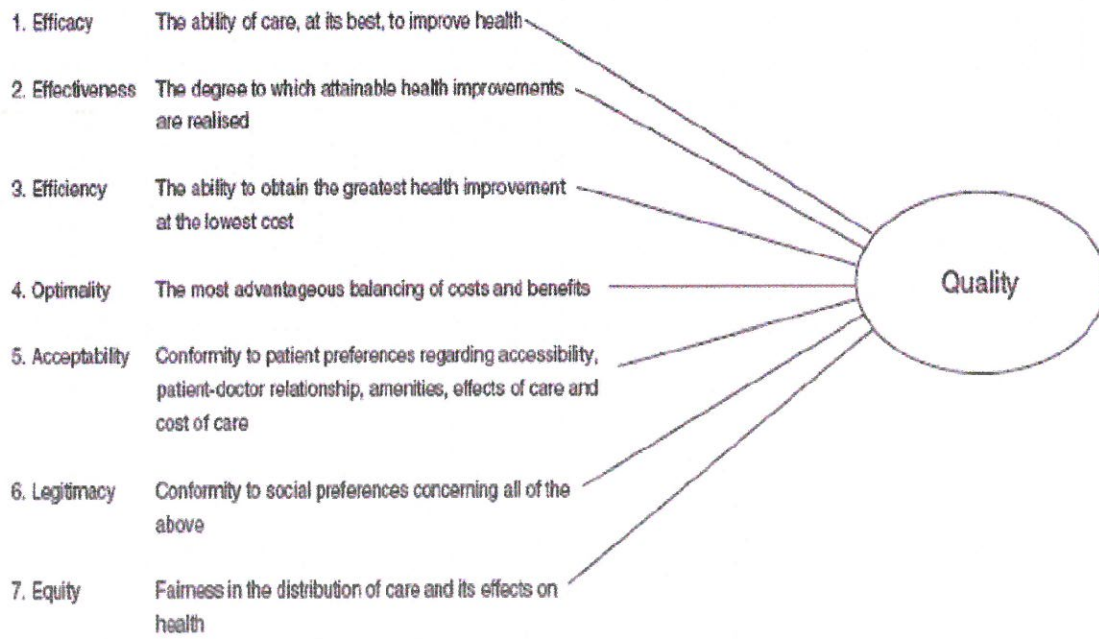 1. Efficacy The ability of care, at its best, to improve health
2. Effectiveness The degree to which attainable health improvements
are realised
3. Efficiency The ability to obtain the greatest health improvement
at the lowest cost
4. Optimality The most advantageous balancing of costs and benefits
5. Acceptability Conformity to patient preferences regarding accessibility,
patient-doctor relationship, amenities, effects of care and
cost of care
6. Legitimacy Conformity to social preferences concerning all of the
above
7. Equity Fairness in the distribution of care and its effects on
health
Quality